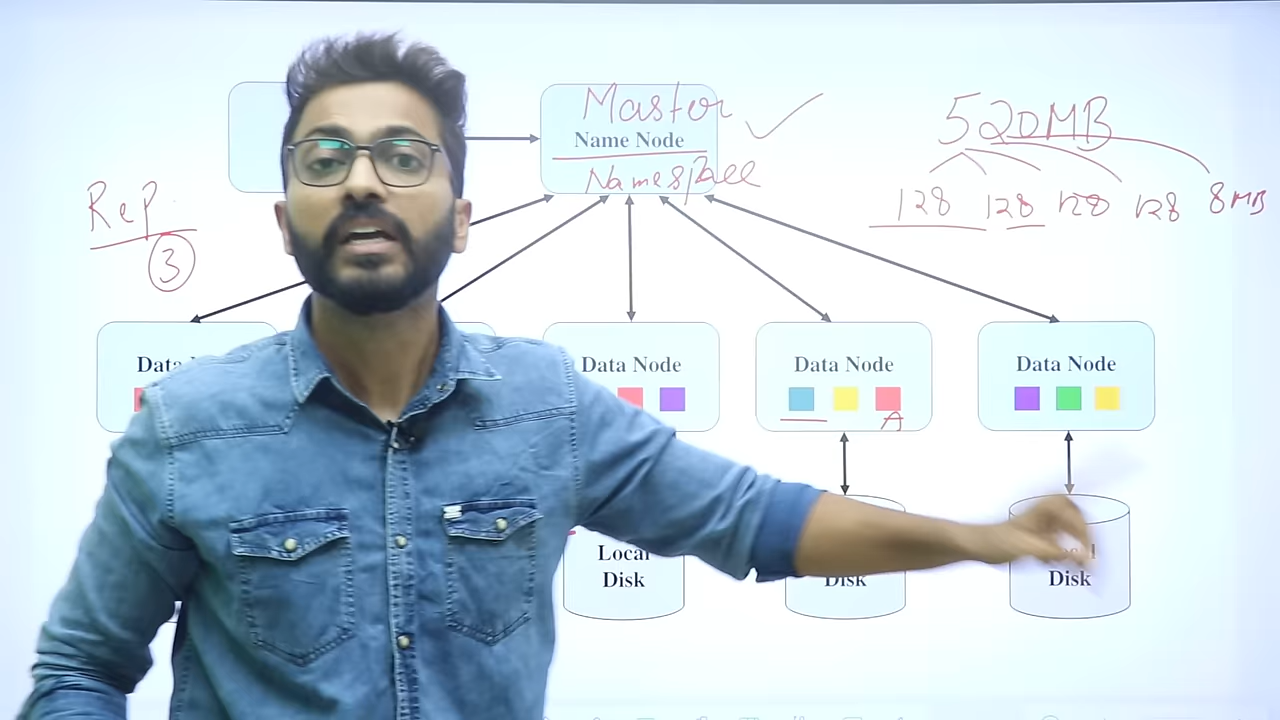 Master
Name Node
Namespace
520MB
128 128 128 128 8MB
Rep.
3
Data
Data Node
Data Node
Data Node
A
Local
Disk
Disk
Disk